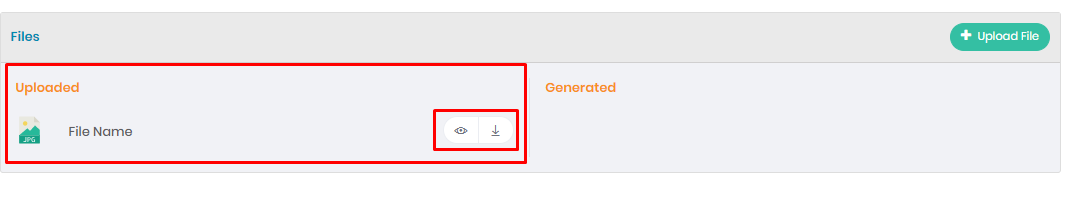 Files
Upload File
Uploaded
Generated
JPG
File Name